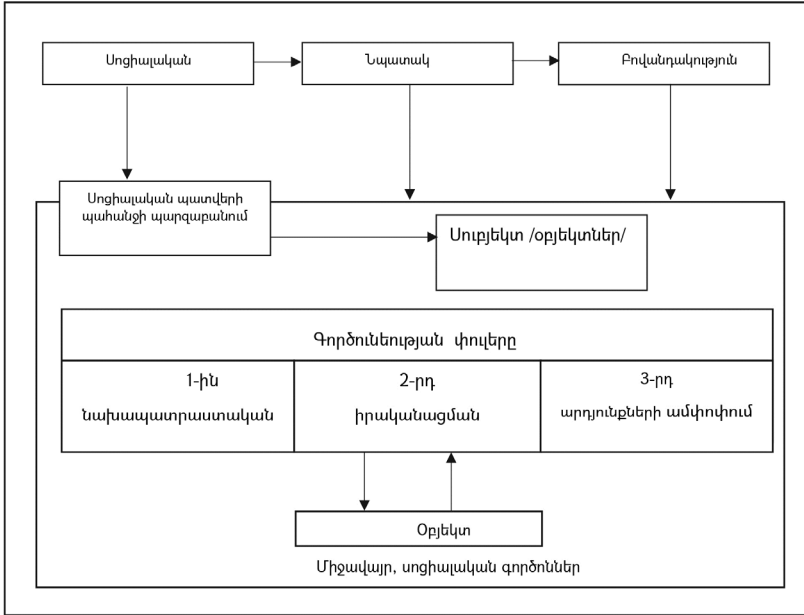 Սոցիալական
Նպատակ
Բովանդակություն
Սոցիալական պատվերի
պահանջի պարզաբանում
Սուբյեկտ /օբյեկտներ/
Գործունեության փուլերը
1-ին
նախապատրաստական
2-րդ
իրականացման
3-րդ
արդյունքների ամփոփում
Օբյեկտ
Միջավայր, սոցիալական գործոններ